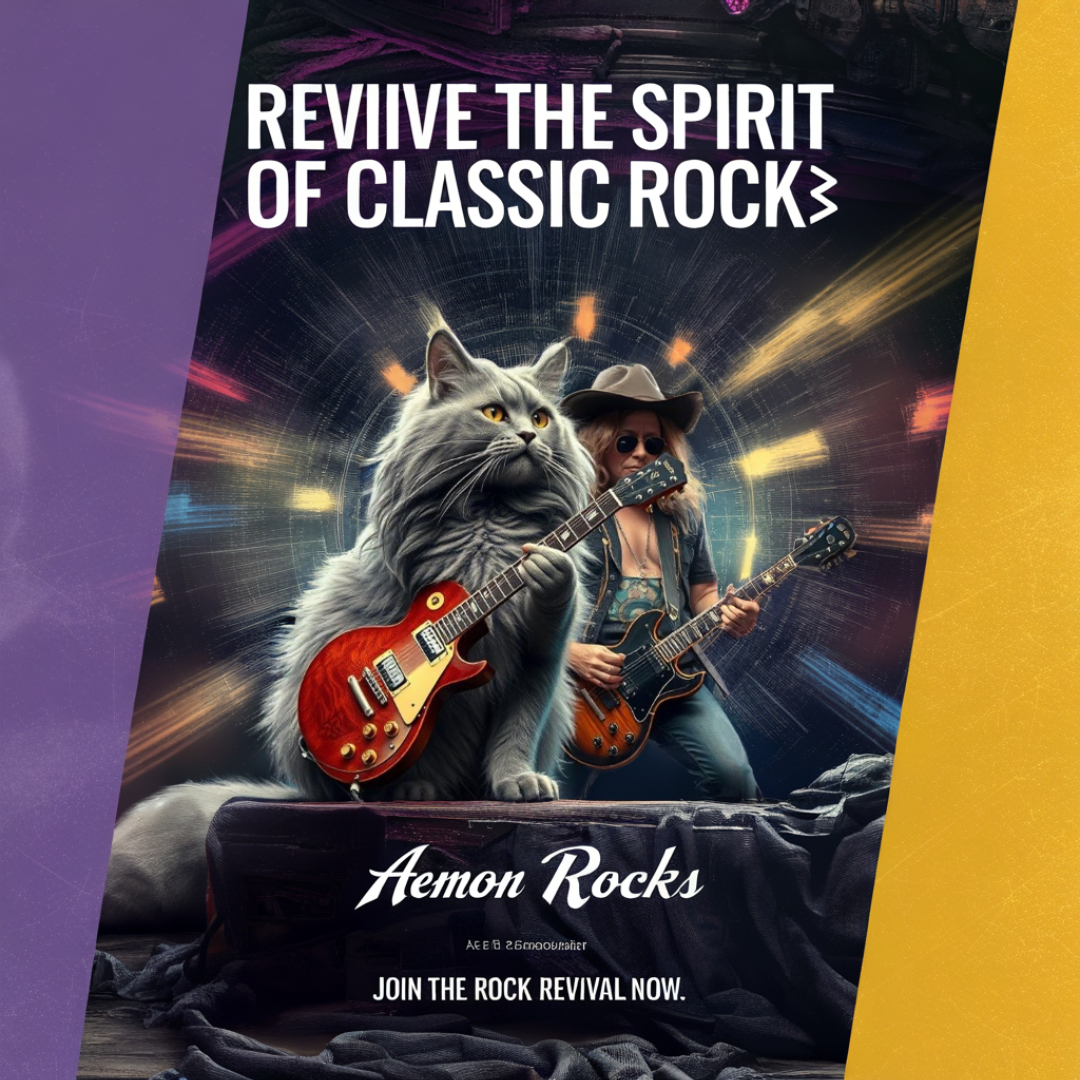 REVIIVE THE SPIRIT
OF CLASSIC ROCK
Aemon Rocks
JOIN THE ROCK REVIVAL NOW.